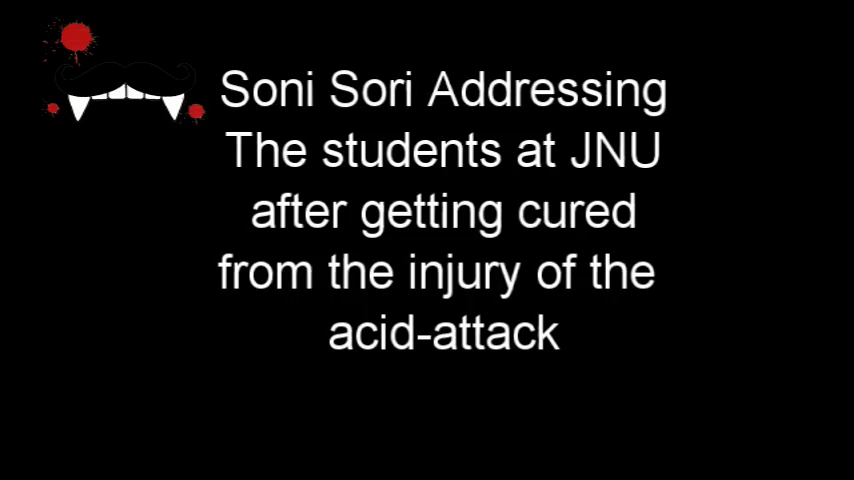 Soni Sori Addressing
The students at JNU
after getting cured
from the injury of the
acid-attack